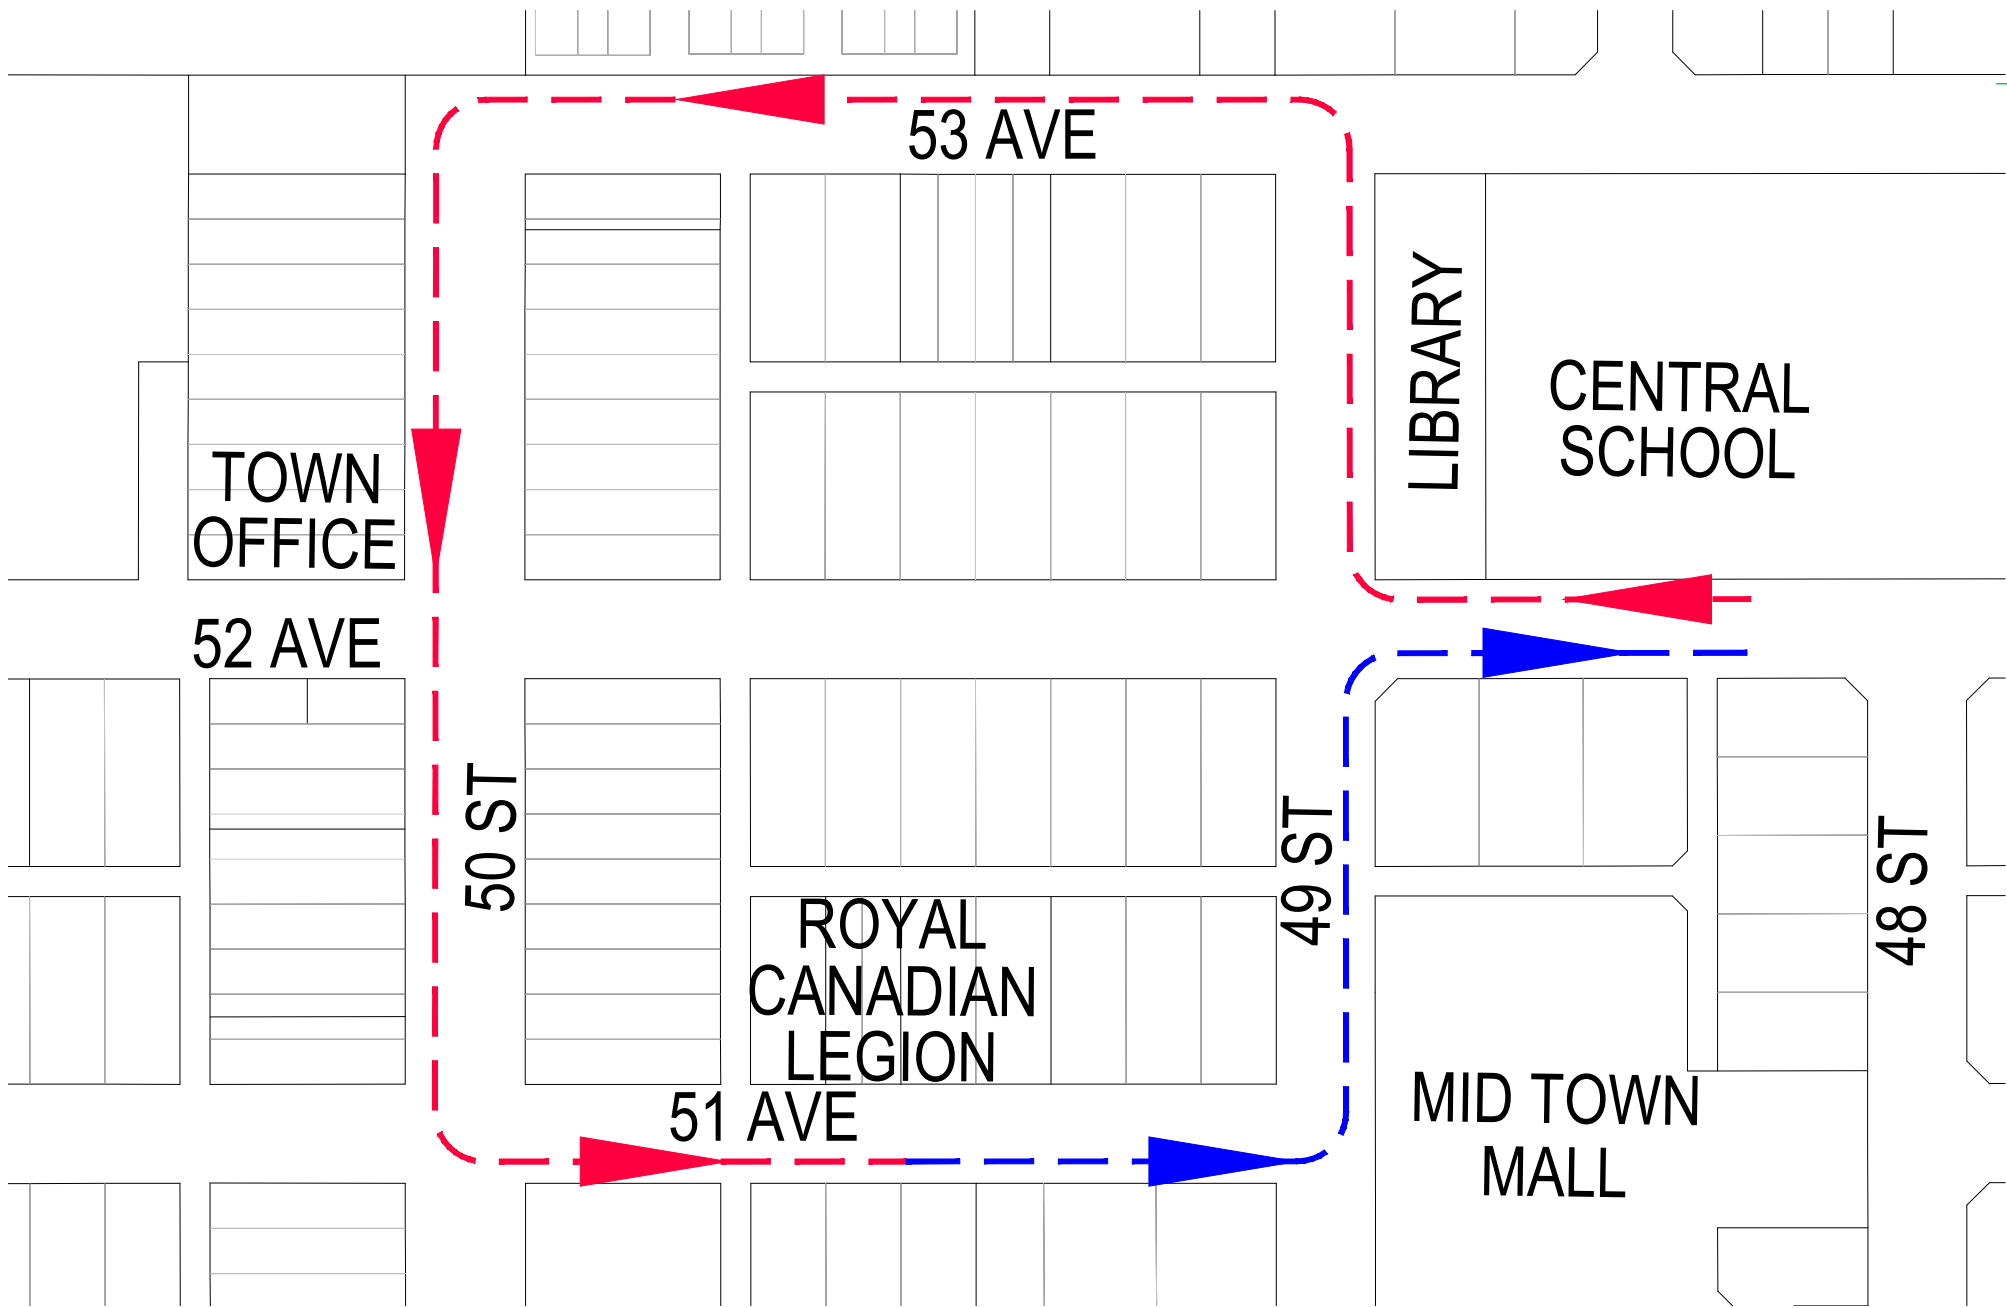 53 AVE
LIBRARY
CENTRAL
SCHOOL
TOWN
OFFICE
52 AVE
50 ST
49 ST
48 ST
ROYAL
CANADIAN
LEGION
51 AVE
MID TOWN
MALL